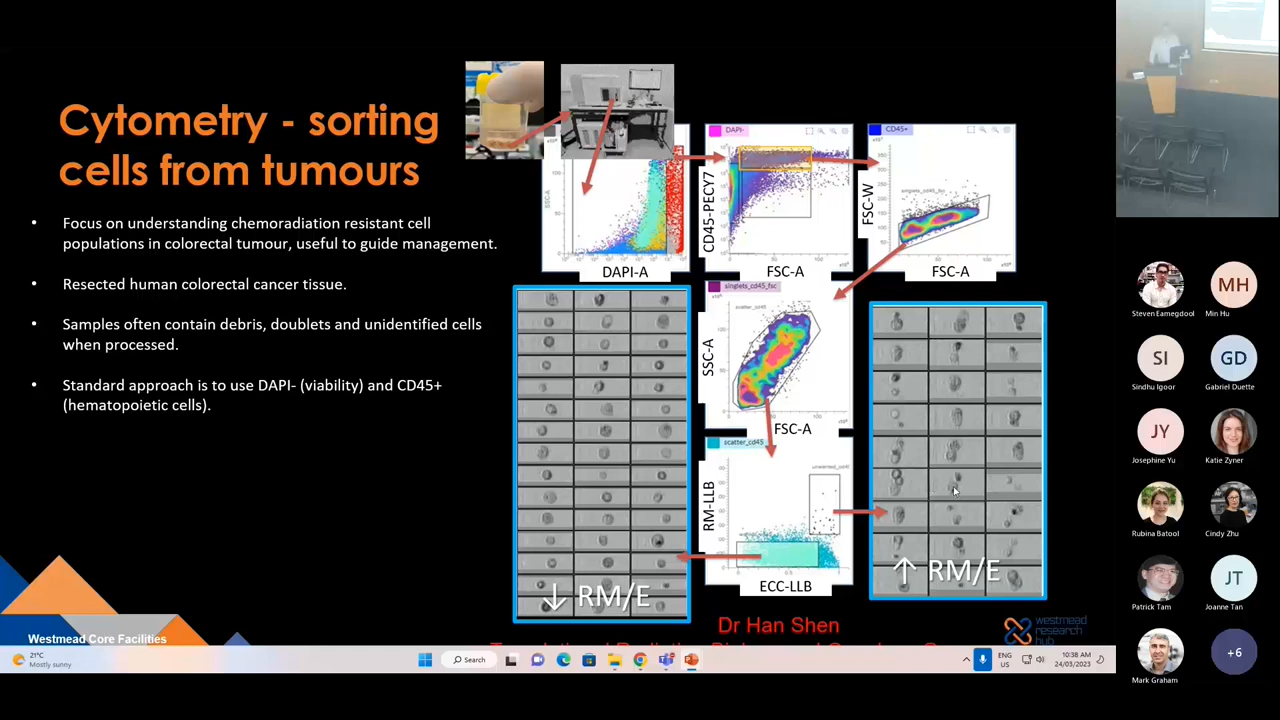 Cytometry - sorting
cells from tumours
• Focus on understanding chemoradiation resistant cell
populations in colorectal tumour, useful to guide management.
• Resected human colorectal cancer tissue.
• Samples often contain debris, doublets and unidentified cells
when processed.
• Standard approach is to use DAPI- (viability) and CD45+
(hematopoietic cells).
SSC-A
DAPI-A
DAPI-
CD45-PECY7
FSC-A
CD45+
FSC-W
singlets_cd45_fsc
FSC-A
singlets_cd45_fsc
SSC-A
scatter_cd45
FSC-A
scatter_cd45
RM-LLB
ECC-LLB
↓ RM/E
↑ RM/E
Dr Han Shen
Westmead Core Facilities
westmead
research
hub
21°C
Mostly sunny
Search
ENG
US
10:38 AM
24/03/2023
Steven Eamegdool
MH
Min Hu
SI
Sindhu Igoor
GD
Gabriel Duette
JY
Josephine Yu
Katie Zyner
Rubina Batool
Cindy Zhu
Patrick Tam
JT
Joanne Tan
Mark Graham
+6